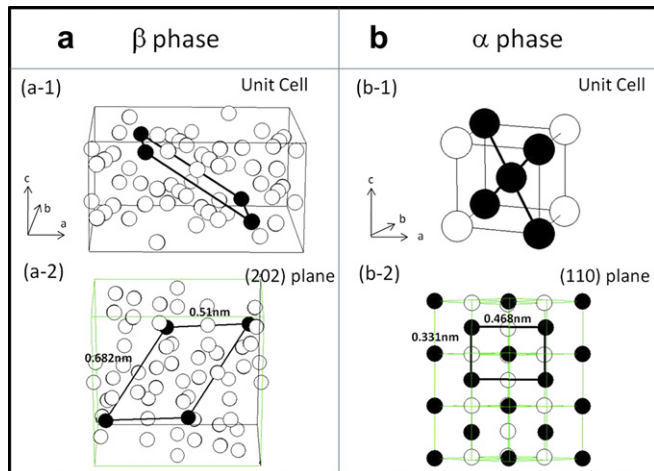 a β phase
b α phase
(a-1) Unit Cell
c
b
a
(a-2) (202) plane
0.51nm
0.682nm
(b-1) Unit Cell
c
b
a
(b-2) (110) plane
0.468nm
0.331nm